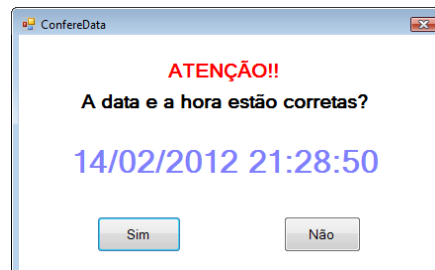 ConfereData
ATENÇÃO!!
A data e a hora estão corretas?
14/02/2012 21:28:50
Sim Não